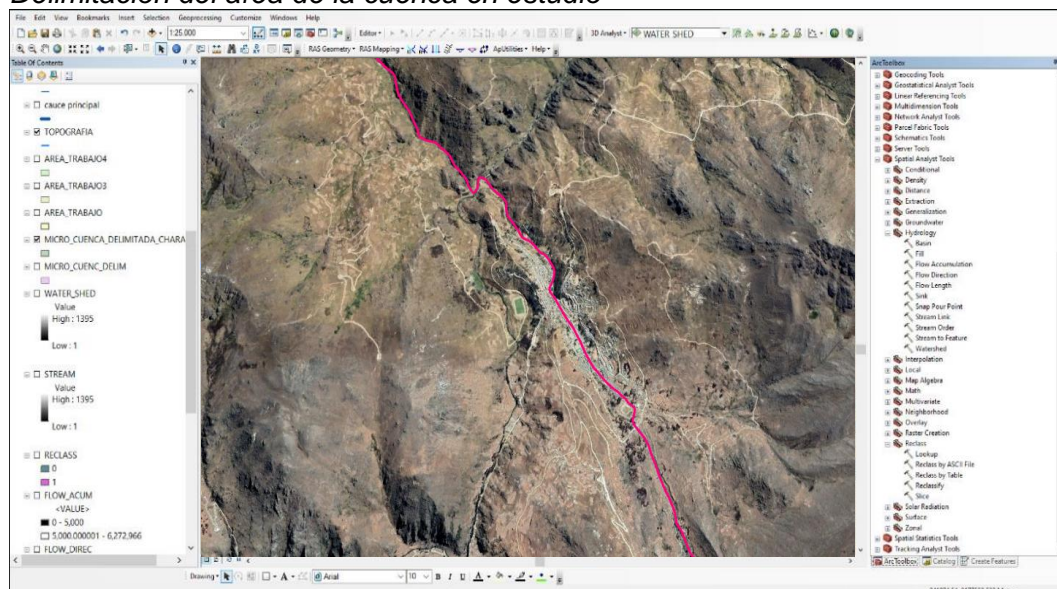 Delimitación del área de la cuenca en estudio
File Edit View Bookmarks Insert Selection Geoprocessing Customize Windows Help
1:25.000 Editor 3D Analyst WATER SHED
RAS Geometry RAS Mapping ApUtilities Help
Table Of Contents
cauce principal
TOPOGRAFIA
AREA_TRABAJO4
AREA_TRABAJO3
AREA_TRABAJO
MICRO_CUENCA_DELIMITADA_CHARA
MICRO_CUENC_DELIM
WATER_SHED
Value
High : 1395
Low : 1
STREAM
Value
High : 1395
Low : 1
RECLASS
0
1
FLOW_ACUM
<VALUE>
0 - 5,000
5,000.000001 - 6,272,966
FLOW_DIREC
ArcToolbox
Geocoding Tools
Geostatistical Analyst Tools
Linear Referencing Tools
Multidimension Tools
Network Analyst Tools
Parcel Fabric Tools
Schematics Tools
Server Tools
Spatial Analyst Tools
Conditional
Density
Distance
Extraction
Generalization
Groundwater
Hydrology
Basin
Fill
Flow Accumulation
Flow Direction
Flow Length
Sink
Snap Pour Point
Stream Link
Stream Order
Stream to Feature
Watershed
Interpolation
Local
Map Algebra
Math
Multivariate
Neighborhood
Overlay
Raster Creation
Reclass
Lookup
Reclass by ASCII File
Reclass by Table
Reclassify
Slice
Solar Radiation
Surface
Zonal
Spatial Statistics Tools
Tracking Analyst Tools
ArcToolbox Catalog Create Features
Drawing A Arial 10 B I U A